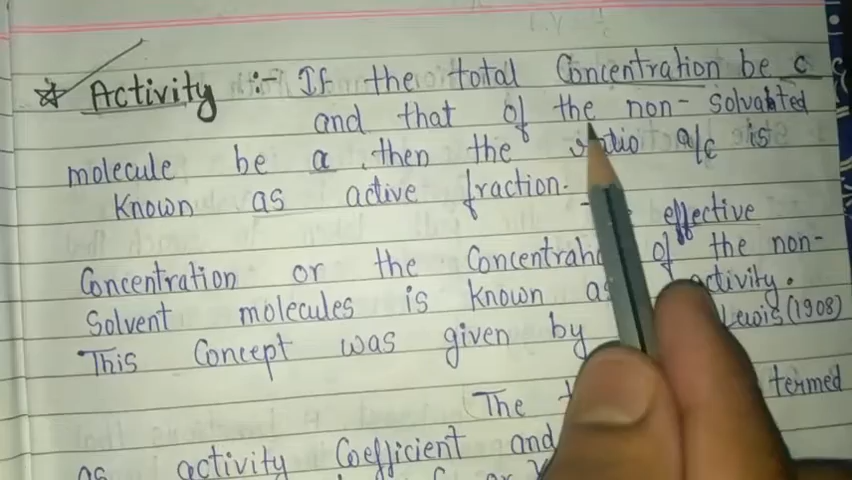 * Activity :- If the total Concentration be c
and that of the non- solvated
molecule be a , then the ratio a/c is
known as active fraction.
effective
Concentration or the Concentration of the non-
Solvent molecules is known as activity.
This Concept was given by Lewis (1908)
The termed
as activity Coefficient and